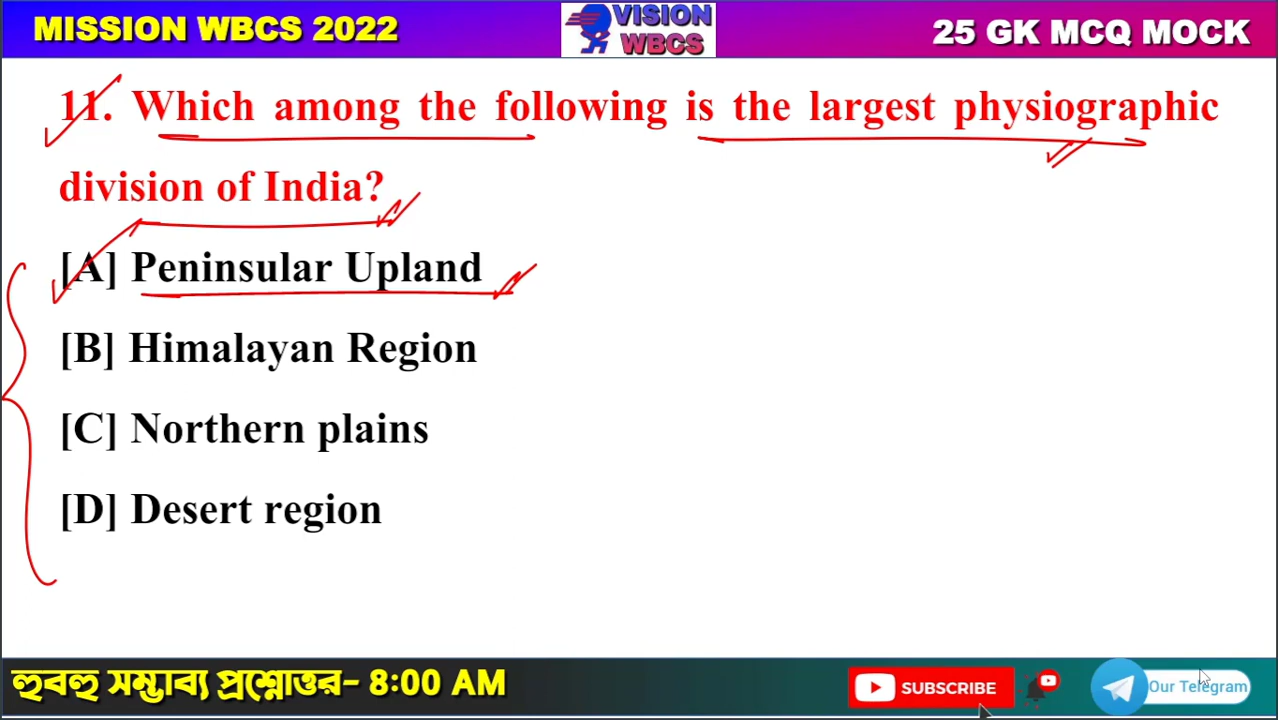 MISSION WBCS 2022
VISION
WBCS
25 GK MCQ MOCK
11. Which among the following is the largest physiographic
division of India?
[A] Peninsular Upland
[B] Himalayan Region
[C] Northern plains
[D] Desert region
হুবহু সম্ভাব্য প্রশ্নোত্তর- 8:00 AM
SUBSCRIBE
Our Telegram